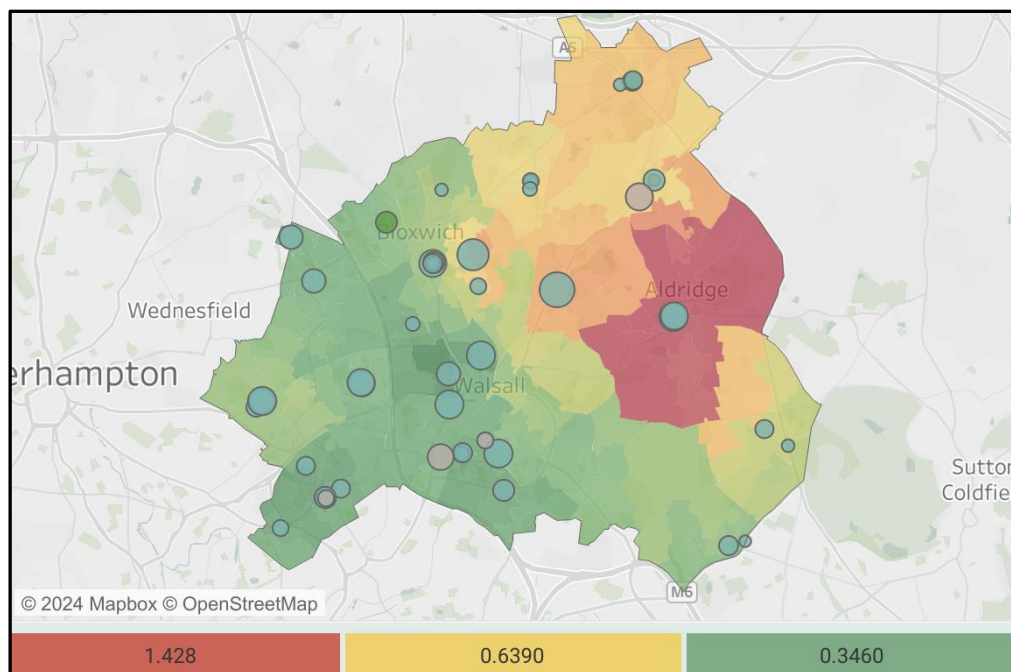 A5
Bloxwich
Aldridge
Wednesfield
erhampton
Walsall
Sutton
Coldfie
M6
© 2024 Mapbox © OpenStreetMap
1.428 0.6390 0.3460